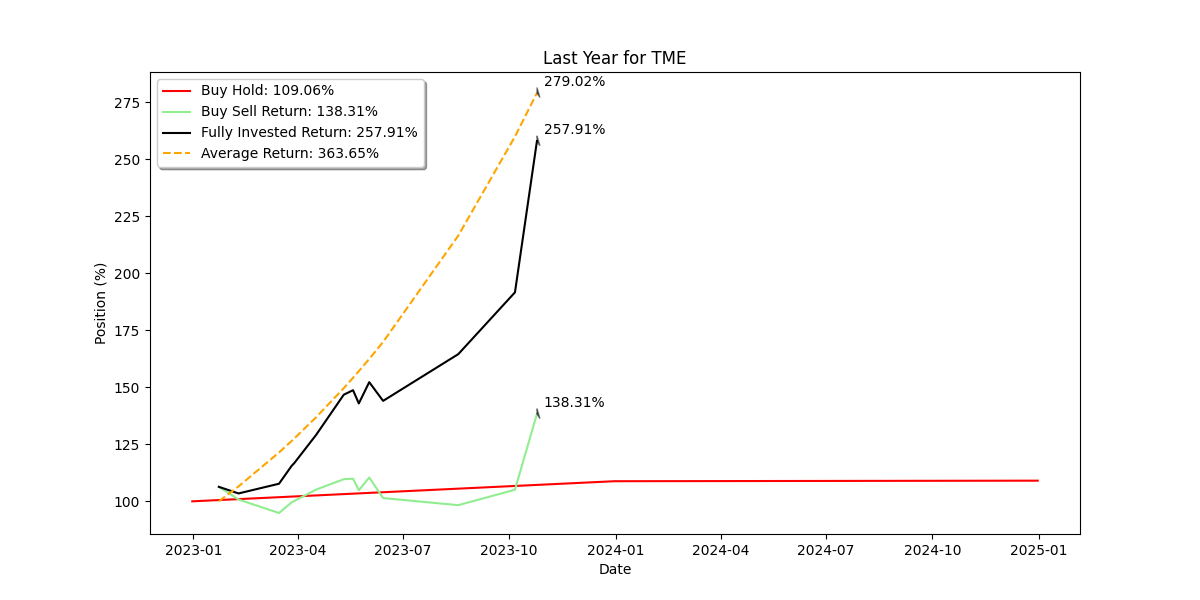 Last Year for TME
Buy Hold: 109.06%
Buy Sell Return: 138.31%
Fully Invested Return: 257.91%
Average Return: 363.65%
279.02%
257.91%
138.31%
Position (%)
275
250
225
200
175
150
125
100
2023-01 2023-04 2023-07 2023-10 2024-01 2024-04 2024-07 2024-10 2025-01
Date